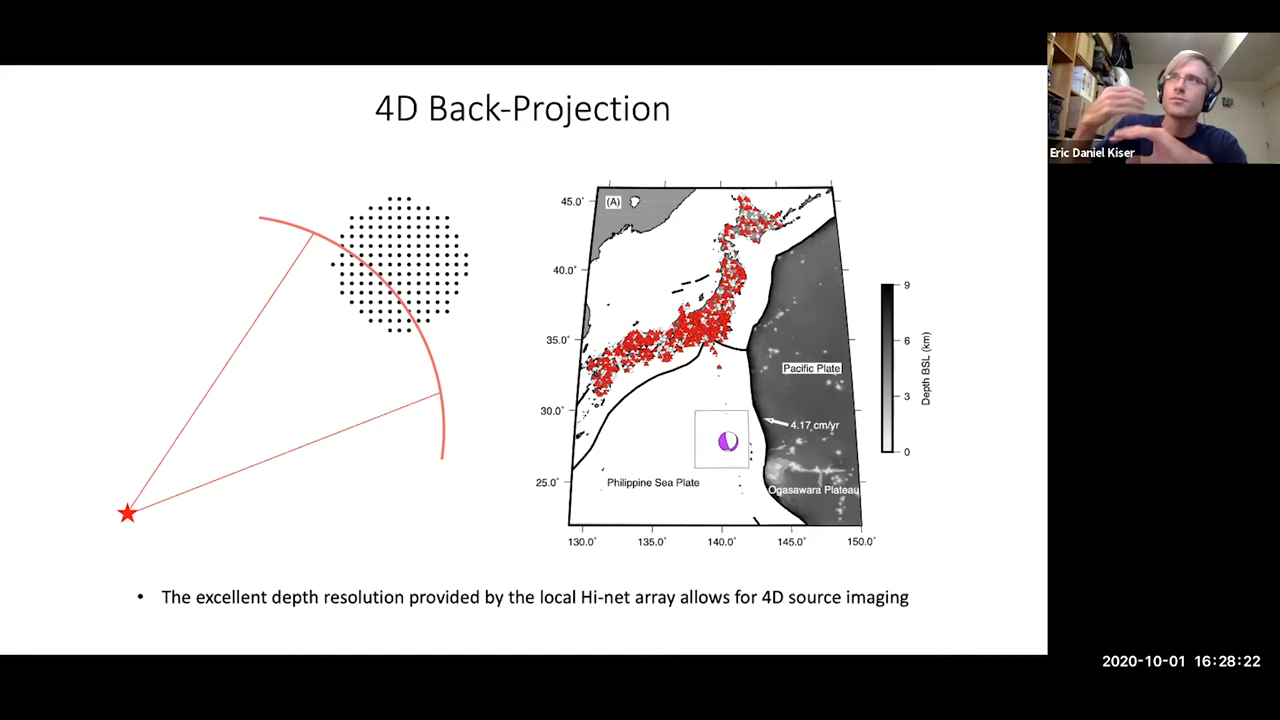 4D Back-Projection
Eric Daniel Kiser
(A)
45.0°
40.0°
35.0°
30.0°
25.0°
130.0°
135.0°
140.0°
145.0°
150.0°
Pacific Plate
4.17 cm/yr
Philippine Sea Plate
Ogasawara Plateau
9
6
3
0
Depth BSL (km)
• The excellent depth resolution provided by the local Hi-net array allows for 4D source imaging
2020-10-01 16:28:22